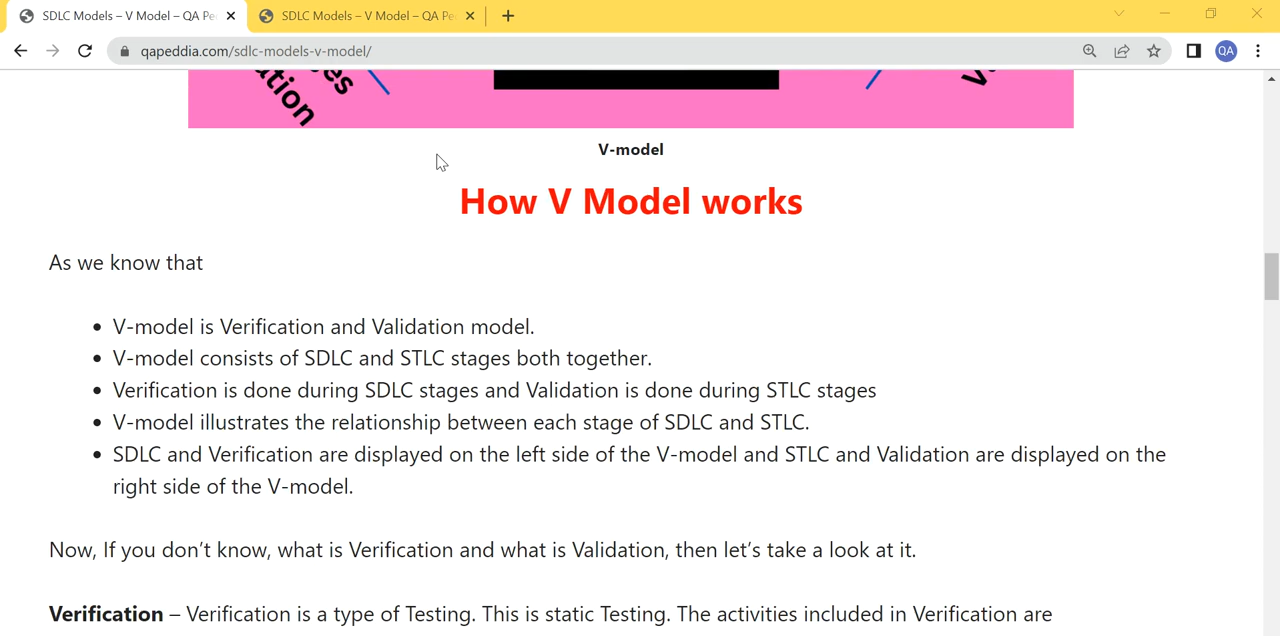 SDLC Models – V Model – QA Pe
SDLC Models – V Model – QA Pe
qapeddia.com/sdlc-models-v-model/
QA
ation
es
V
V-model
How V Model works
As we know that
• V-model is Verification and Validation model.
• V-model consists of SDLC and STLC stages both together.
• Verification is done during SDLC stages and Validation is done during STLC stages
• V-model illustrates the relationship between each stage of SDLC and STLC.
• SDLC and Verification are displayed on the left side of the V-model and STLC and Validation are displayed on the
right side of the V-model.
Now, If you don’t know, what is Verification and what is Validation, then let’s take a look at it.
Verification – Verification is a type of Testing. This is static Testing. The activities included in Verification are